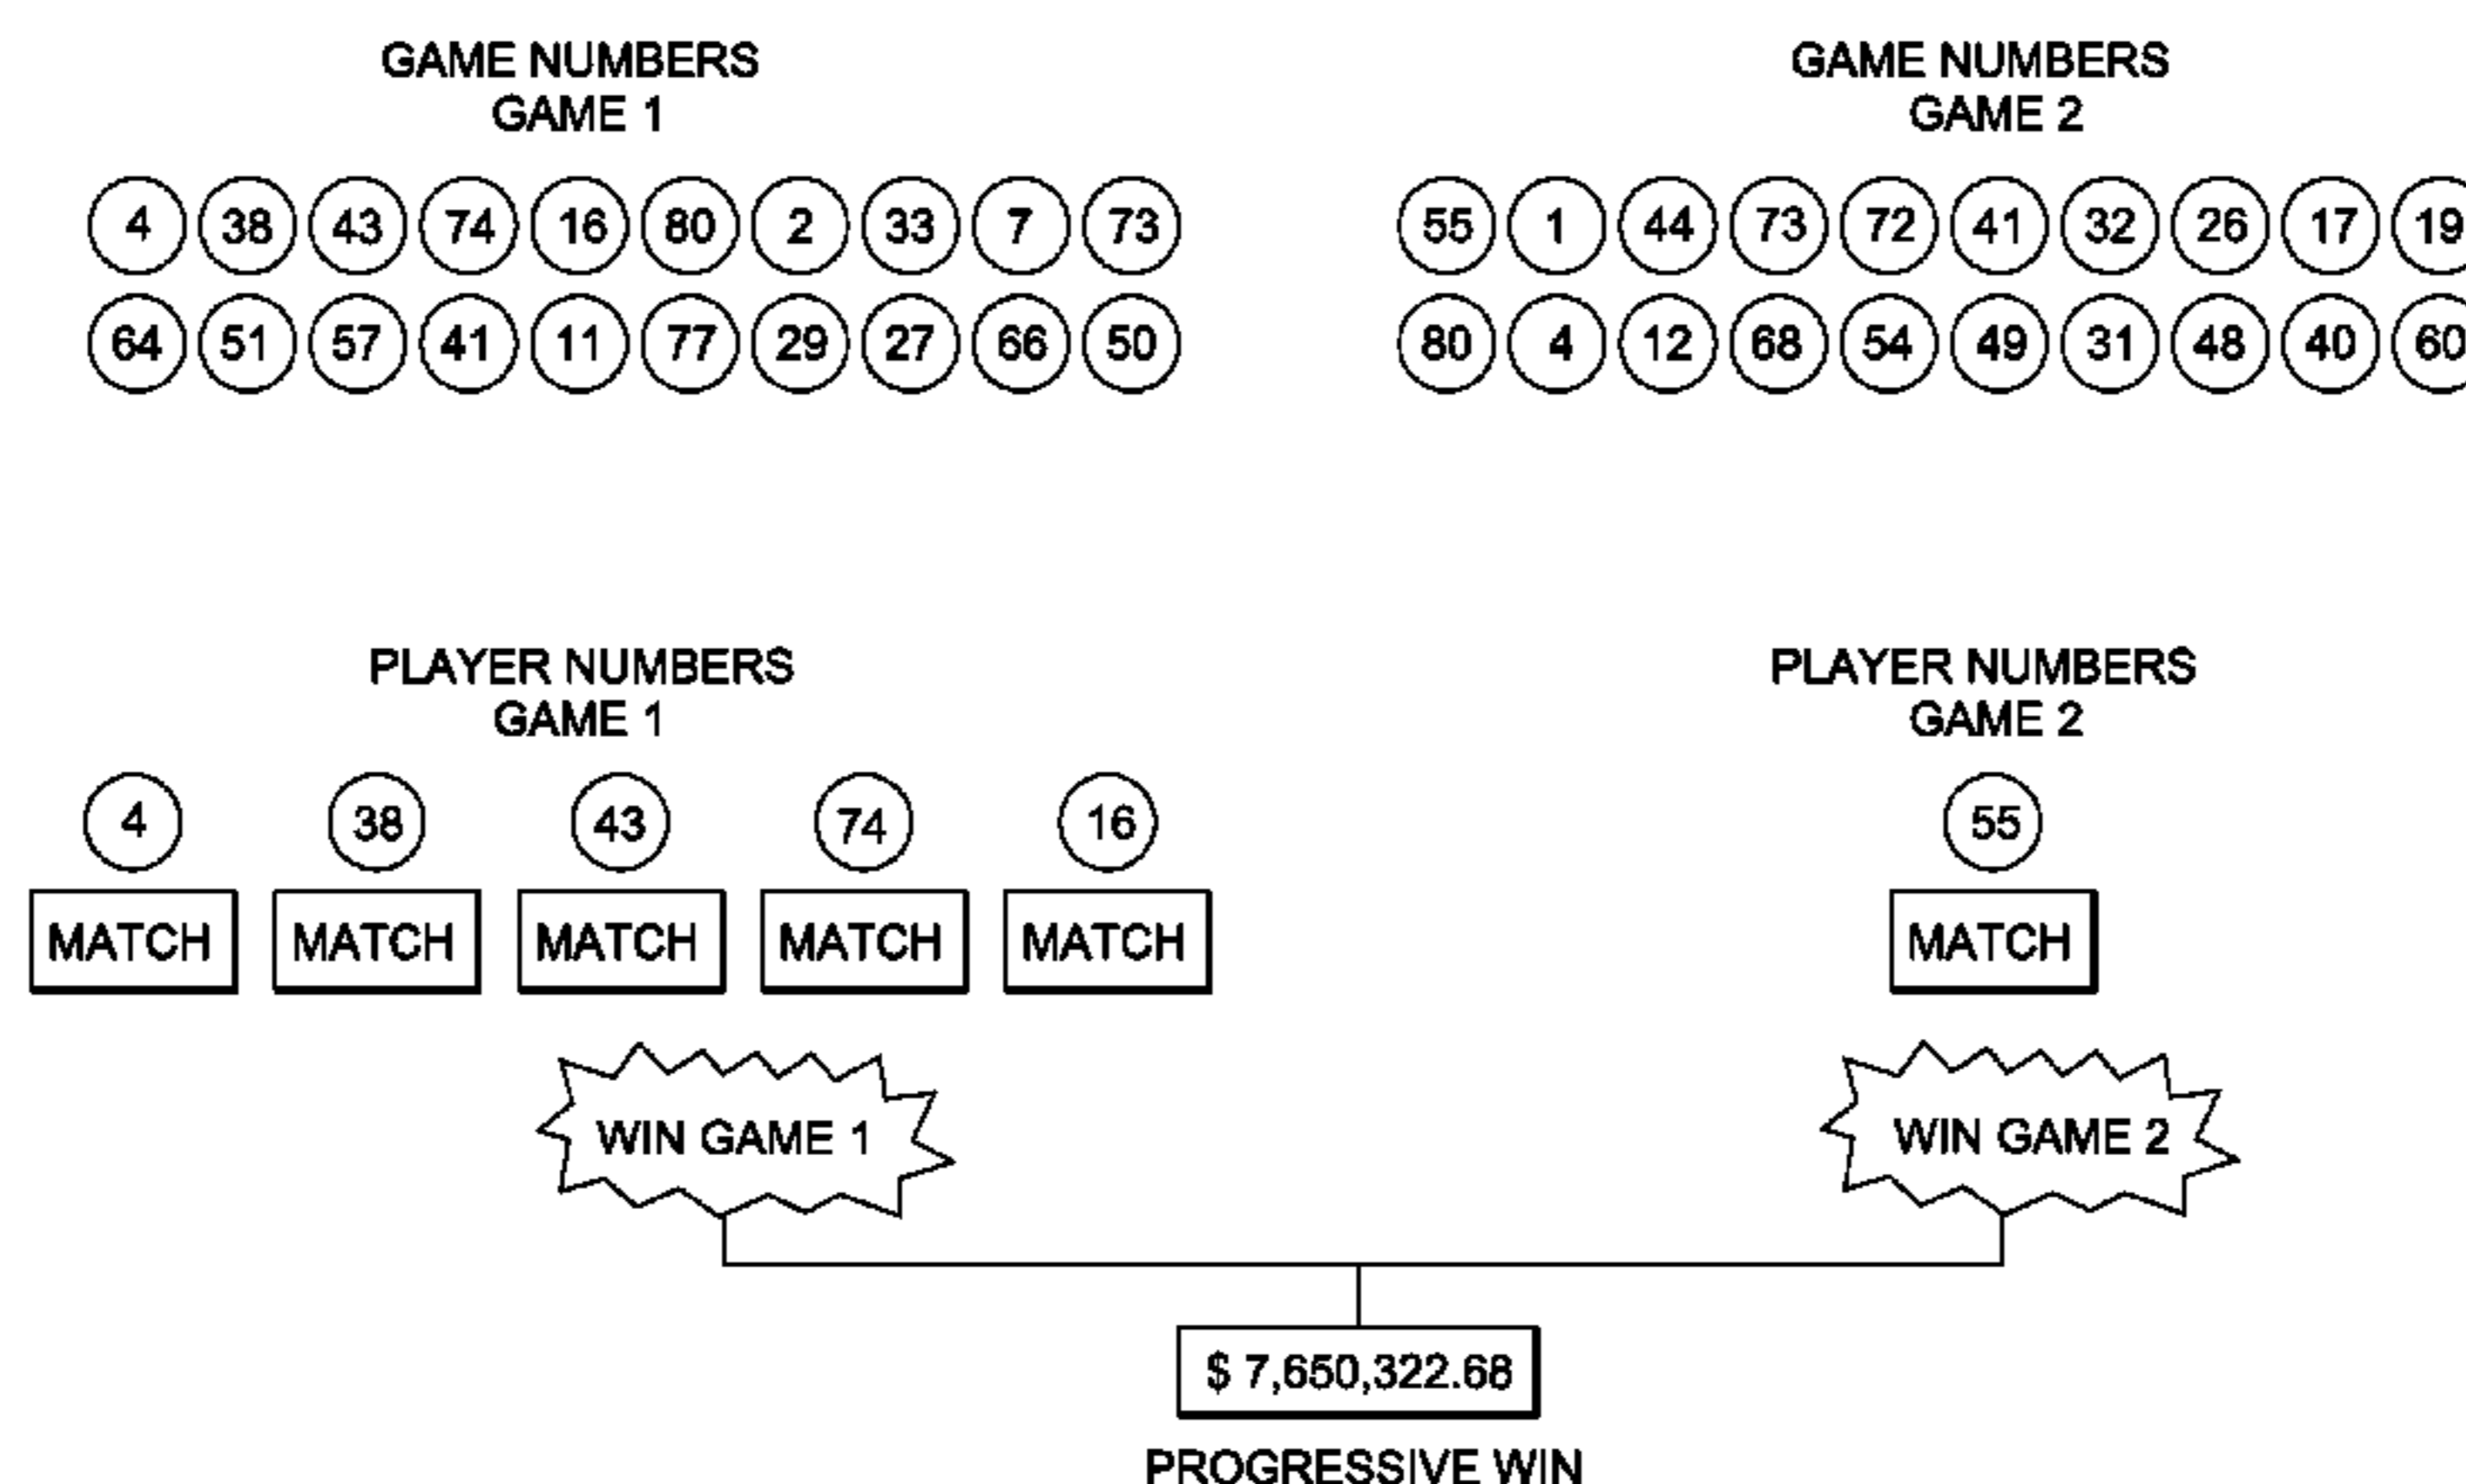 GAME NUMBERS
GAME 1
4 38 43 74 16 80 2 33 7 73
64 51 57 41 11 77 29 27 66 50
GAME NUMBERS
GAME 2
55 1 44 73 72 41 32 26 17 19
80 4 12 68 54 49 31 48 40 60
PLAYER NUMBERS
GAME 1
4 38 43 74 16
MATCH MATCH MATCH MATCH MATCH
WIN GAME 1
PLAYER NUMBERS
GAME 2
55
MATCH
WIN GAME 2
$ 7,650,322.68
PROGRESSIVE WIN